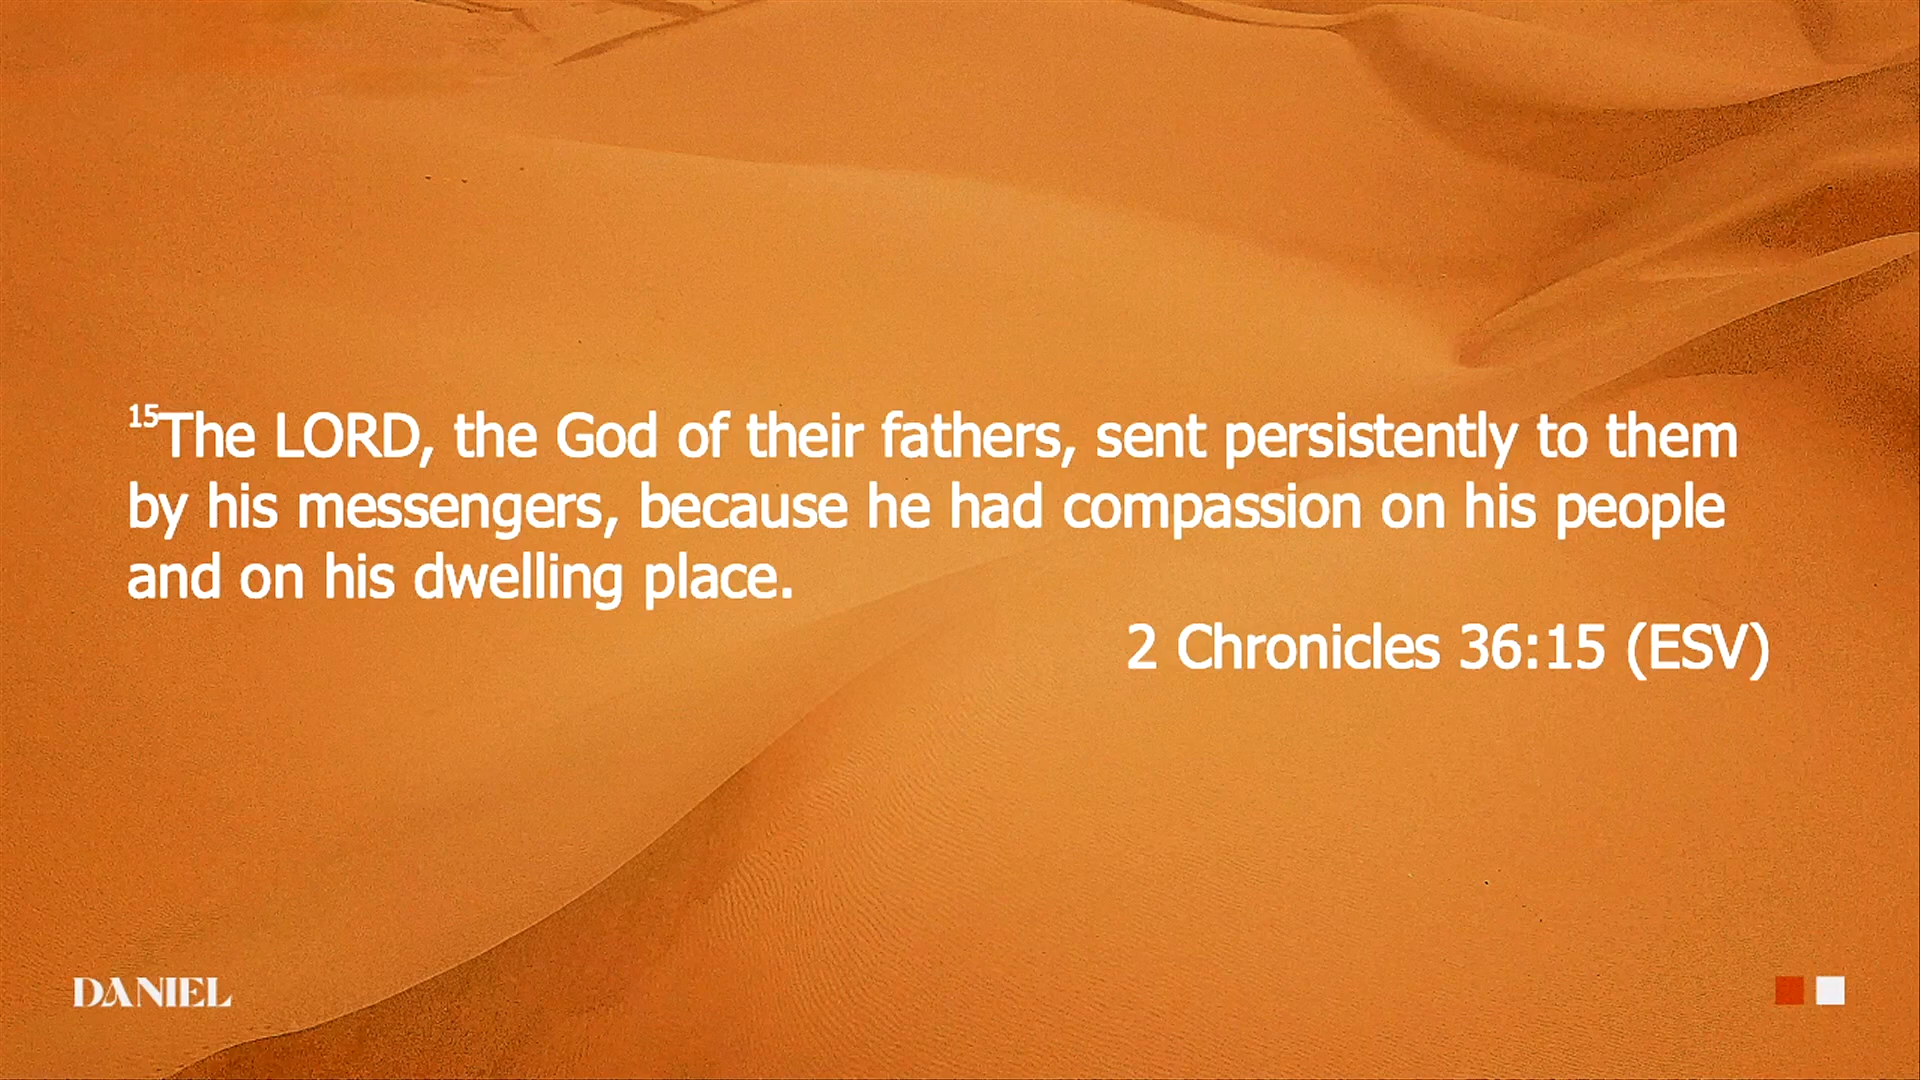 15The LORD, the God of their fathers, sent persistently to them
by his messengers, because he had compassion on his people
and on his dwelling place.
2 Chronicles 36:15 (ESV)
DANIEL